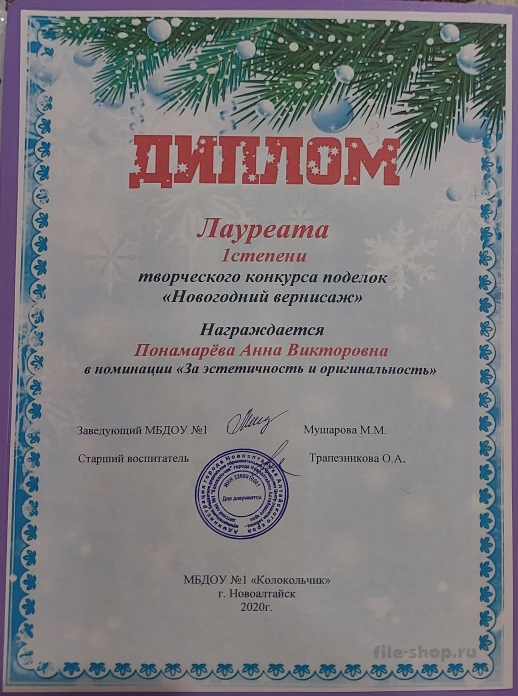 ДИПЛОМ
Лауреата
1степени
творческого конкурса поделок
«Новогодний вернисаж»
Награждается
Понамарёва Анна Викторовна
в номинации «За эстетичность и оригинальность»
Заведующий МБДОУ №1 Мушарова М.М.
Старший воспитатель Трапезникова О.А.
Для документов
МБДОУ №1 «Колокольчик»
г. Новоалтайск
2020г.
file-shop.ru